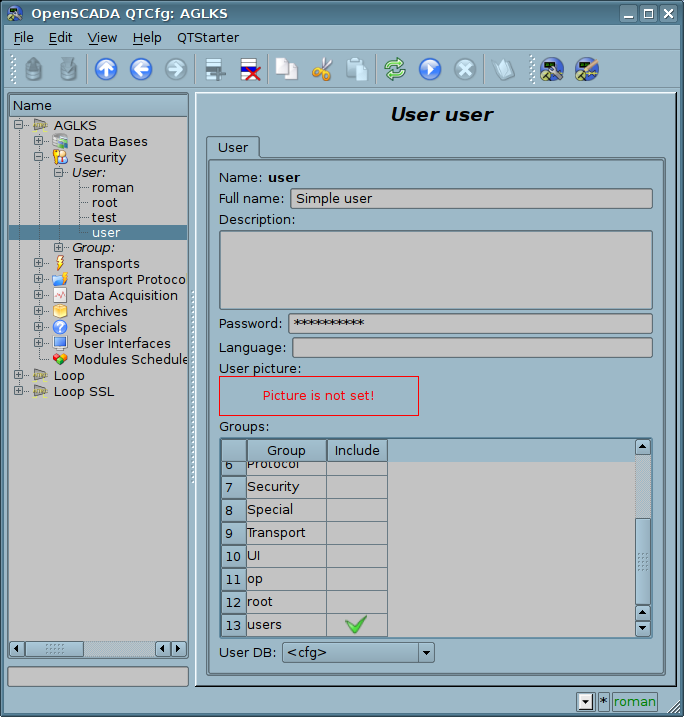 OpenSCADA QTCfg: AGLKS
File Edit View Help QTStarter
Name
AGLKS
Data Bases
Security
User:
roman
root
test
user
Group:
Transports
Transport Protoco
Data Acquisition
Archives
Specials
User Interfaces
Modules Schedule
Loop
Loop SSL
User user
User
Name: user
Full name: Simple user
Description:
Password: **********
Language:
User picture:
Picture is not set!
Groups:
Group Include
6 Protocol
7 Security
8 Special
9 Transport
10 UI
11 op
12 root
13 users
User DB: <cfg>
* roman